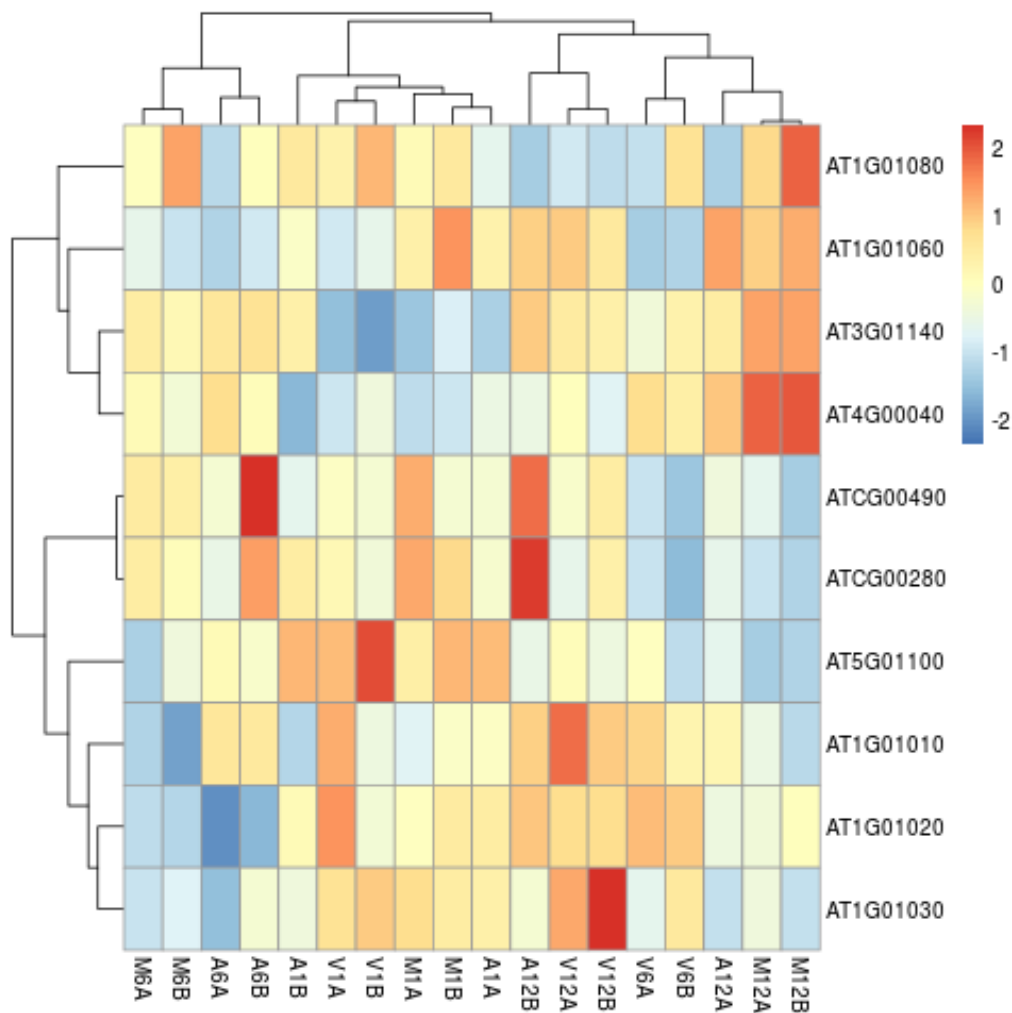 AT1G01080
AT1G01060
AT3G01140
AT4G00040
ATCG00490
ATCG00280
AT5G01100
AT1G01010
AT1G01020
AT1G01030
2
1
0
-1
-2
M6A
M6B
A6A
A6B
A1B
V1A
V1B
M1A
M1B
A1A
A12B
V12A
V12B
V6A
V6B
A12A
M12A
M12B